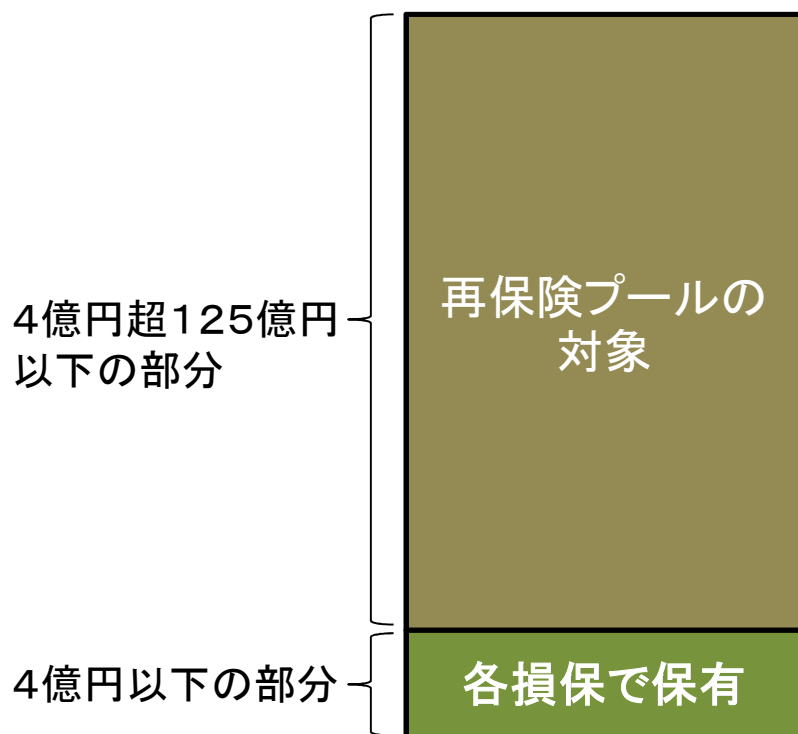 4億円超125億円
以下の部分
再保険プールの
対象
4億円以下の部分
各損保で保有